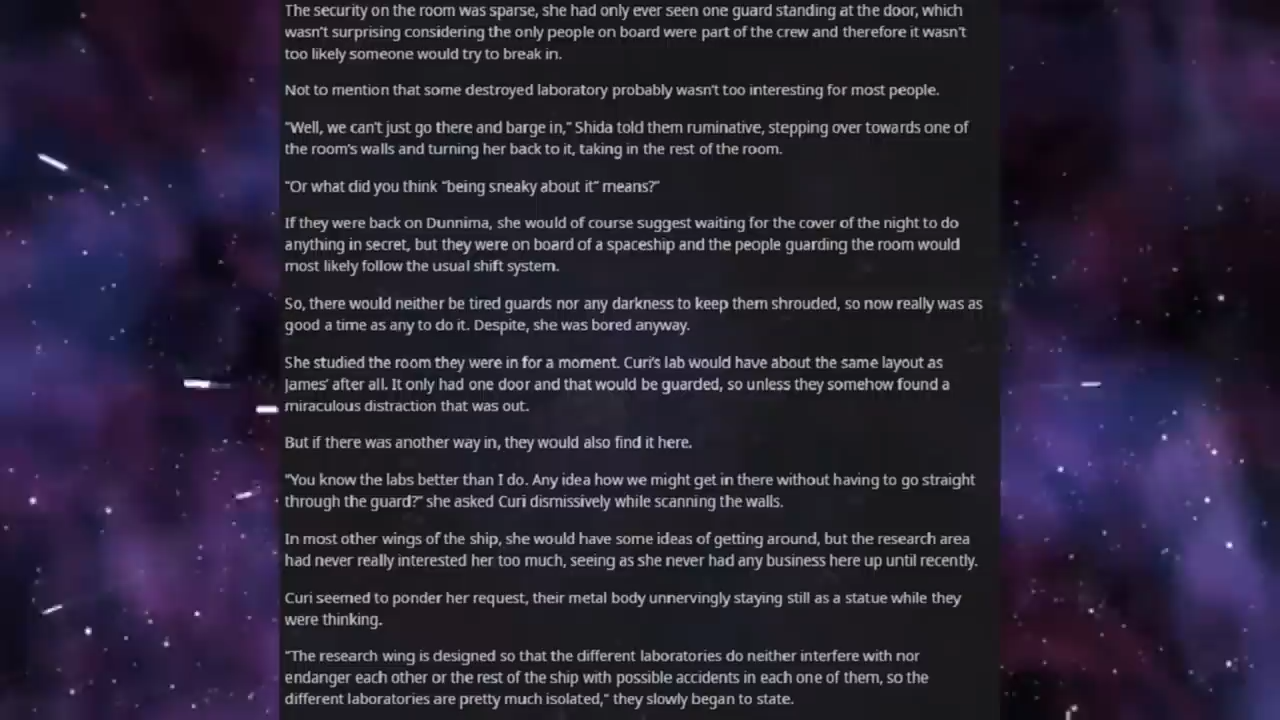 The security on the room was sparse, she had only ever seen one guard standing at the door, which
wasn't surprising considering the only people on board were part of the crew and therefore it wasn't
too likely someone would try to break in.
Not to mention that some destroyed laboratory probably wasn't too interesting for most people.
"Well, we can't just go there and barge in," Shida told them ruminative, stepping over towards one of
the room's walls and turning her back to it, taking in the rest of the room.
"Or what did you think "being sneaky about it" means?"
If they were back on Dunnima, she would of course suggest waiting for the cover of the night to do
anything in secret, but they were on board of a spaceship and the people guarding the room would
most likely follow the usual shift system.
So, there would neither be tired guards nor any darkness to keep them shrouded, so now really was as
good a time as any to do it. Despite, she was bored anyway.
She studied the room they were in for a moment. Curi's lab would have about the same layout as
James' after all. It only had one door and that would be guarded, so unless they somehow found a
miraculous distraction that was out.
But if there was another way in, they would also find it here.
"You know the labs better than I do. Any idea how we might get in there without having to go straight
through the guard?" she asked Curi dismissively while scanning the walls.
In most other wings of the ship, she would have some ideas of getting around, but the research area
had never really interested her too much, seeing as she never had any business here up until recently.
Curi seemed to ponder her request, their metal body unnervingly staying still as a statue while they
were thinking.
"The research wing is designed so that the different laboratories do neither interfere with nor
endanger each other or the rest of the ship with possible accidents in each one of them, so the
different laboratories are pretty much isolated," they slowly began to state.